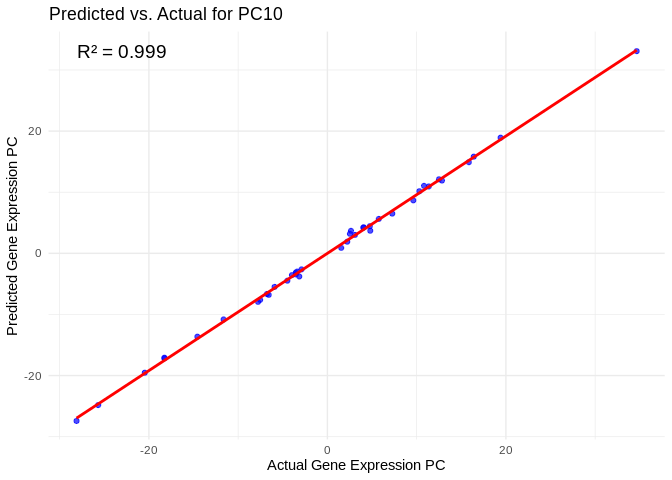 Predicted vs. Actual for PC10
R² = 0.999
Predicted Gene Expression PC
20
0
-20
-20
0
20
Actual Gene Expression PC